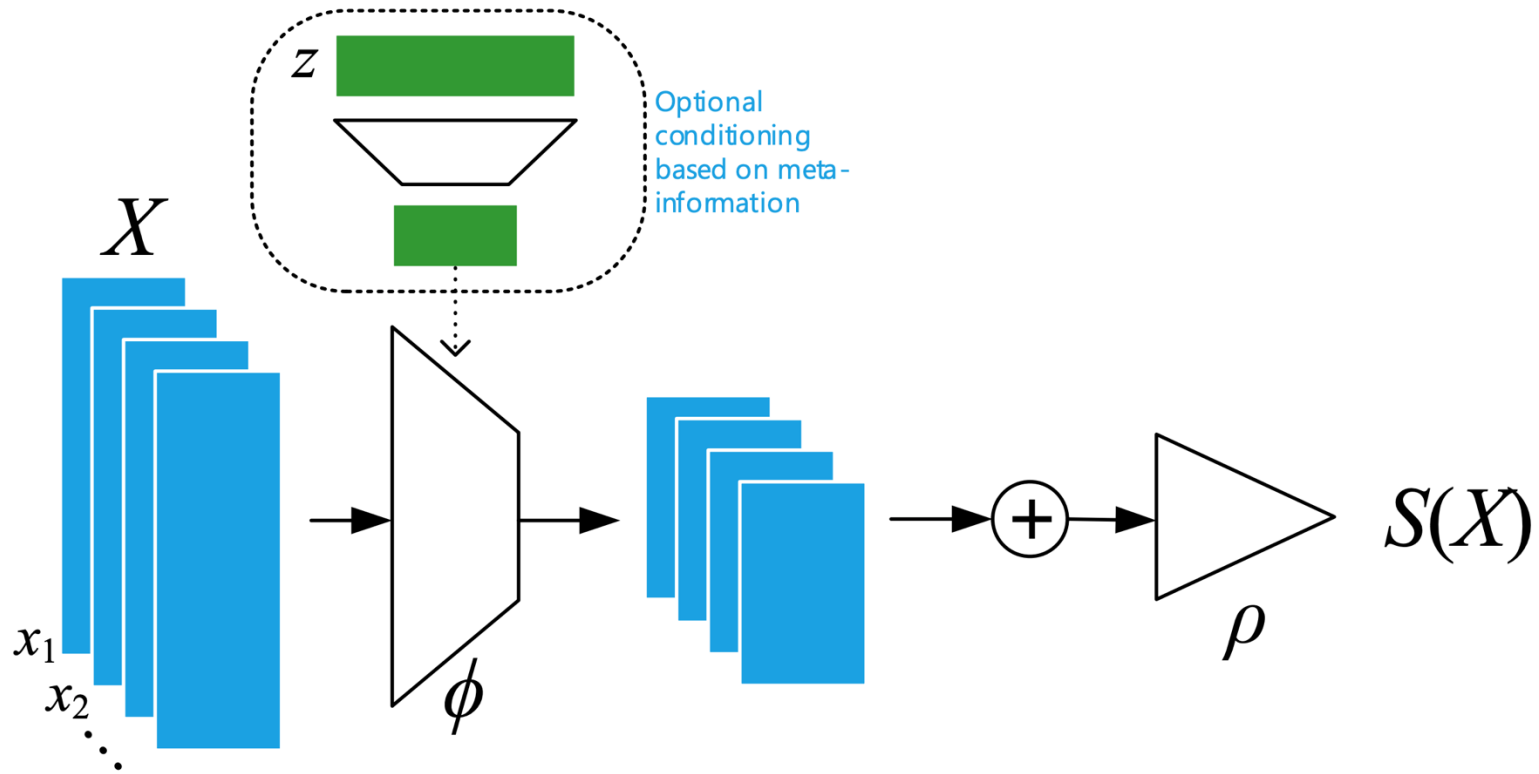 z
Optional
conditioning
based on meta-
information
X
x₁
x₂
⋱
ϕ
+
ρ
S(X)